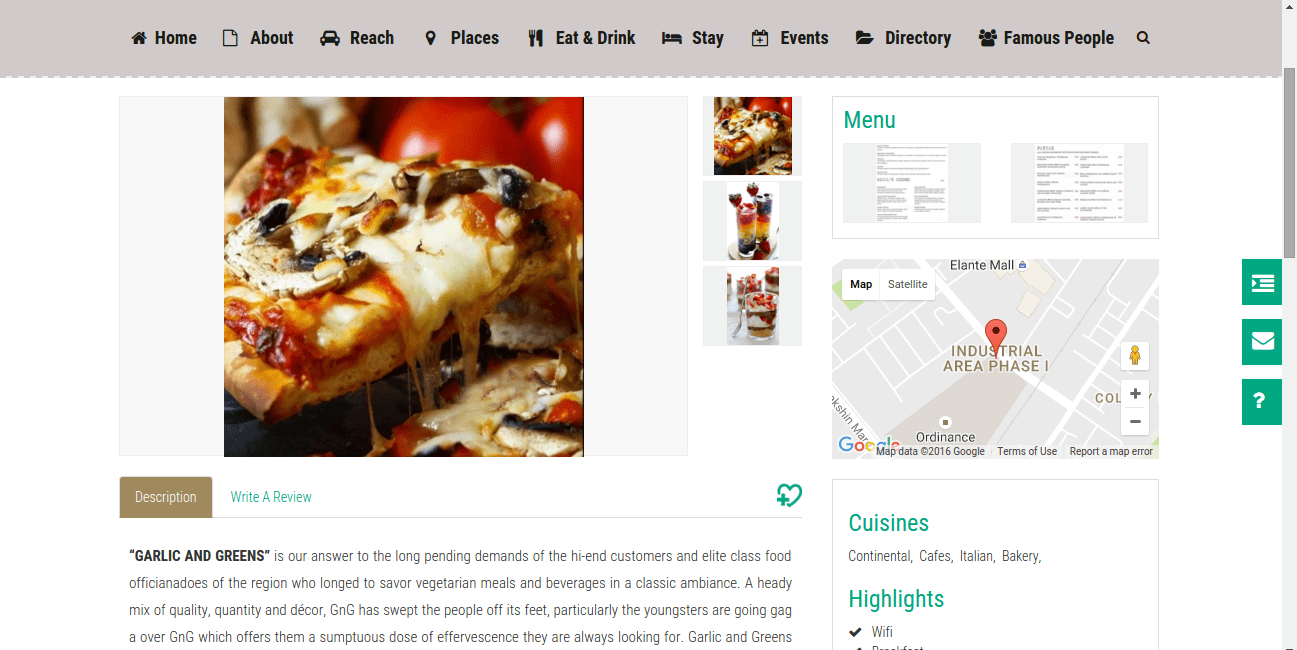 Home About Reach Places Eat & Drink Stay Events Directory Famous People
Menu
Elante Mall
Map Satellite
INDUSTRIAL
AREA PHASE I
Ordinance
Google
Map data ©2016 Google Terms of Use Report a map error
Description Write A Review
“GARLIC AND GREENS” is our answer to the long pending demands of the hi-end customers and elite class food
officianadoes of the region who longed to savor vegetarian meals and beverages in a classic ambiance. A heady
mix of quality, quantity and décor, GnG has swept the people off its feet, particularly the youngsters are going gag
a over GnG which offers them a sumptuous dose of effervescence they are always looking for. Garlic and Greens
Cuisines
Continental, Cafes, Italian, Bakery,
Highlights
Wifi
Breakfast